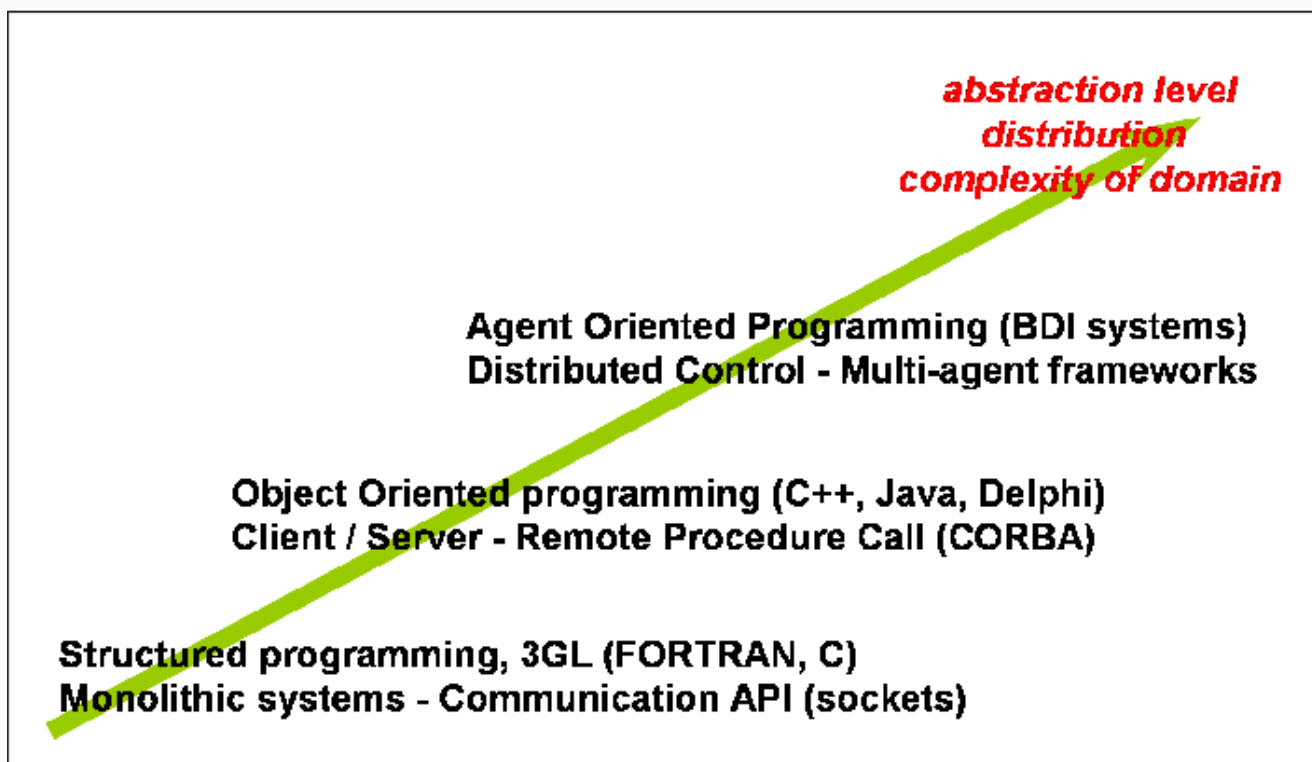 abstraction level
distribution
complexity of domain
Agent Oriented Programming (BDI systems)
Distributed Control - Multi-agent frameworks
Object Oriented programming (C++, Java, Delphi)
Client / Server - Remote Procedure Call (CORBA)
Structured programming, 3GL (FORTRAN, C)
Monolithic systems - Communication API (sockets)